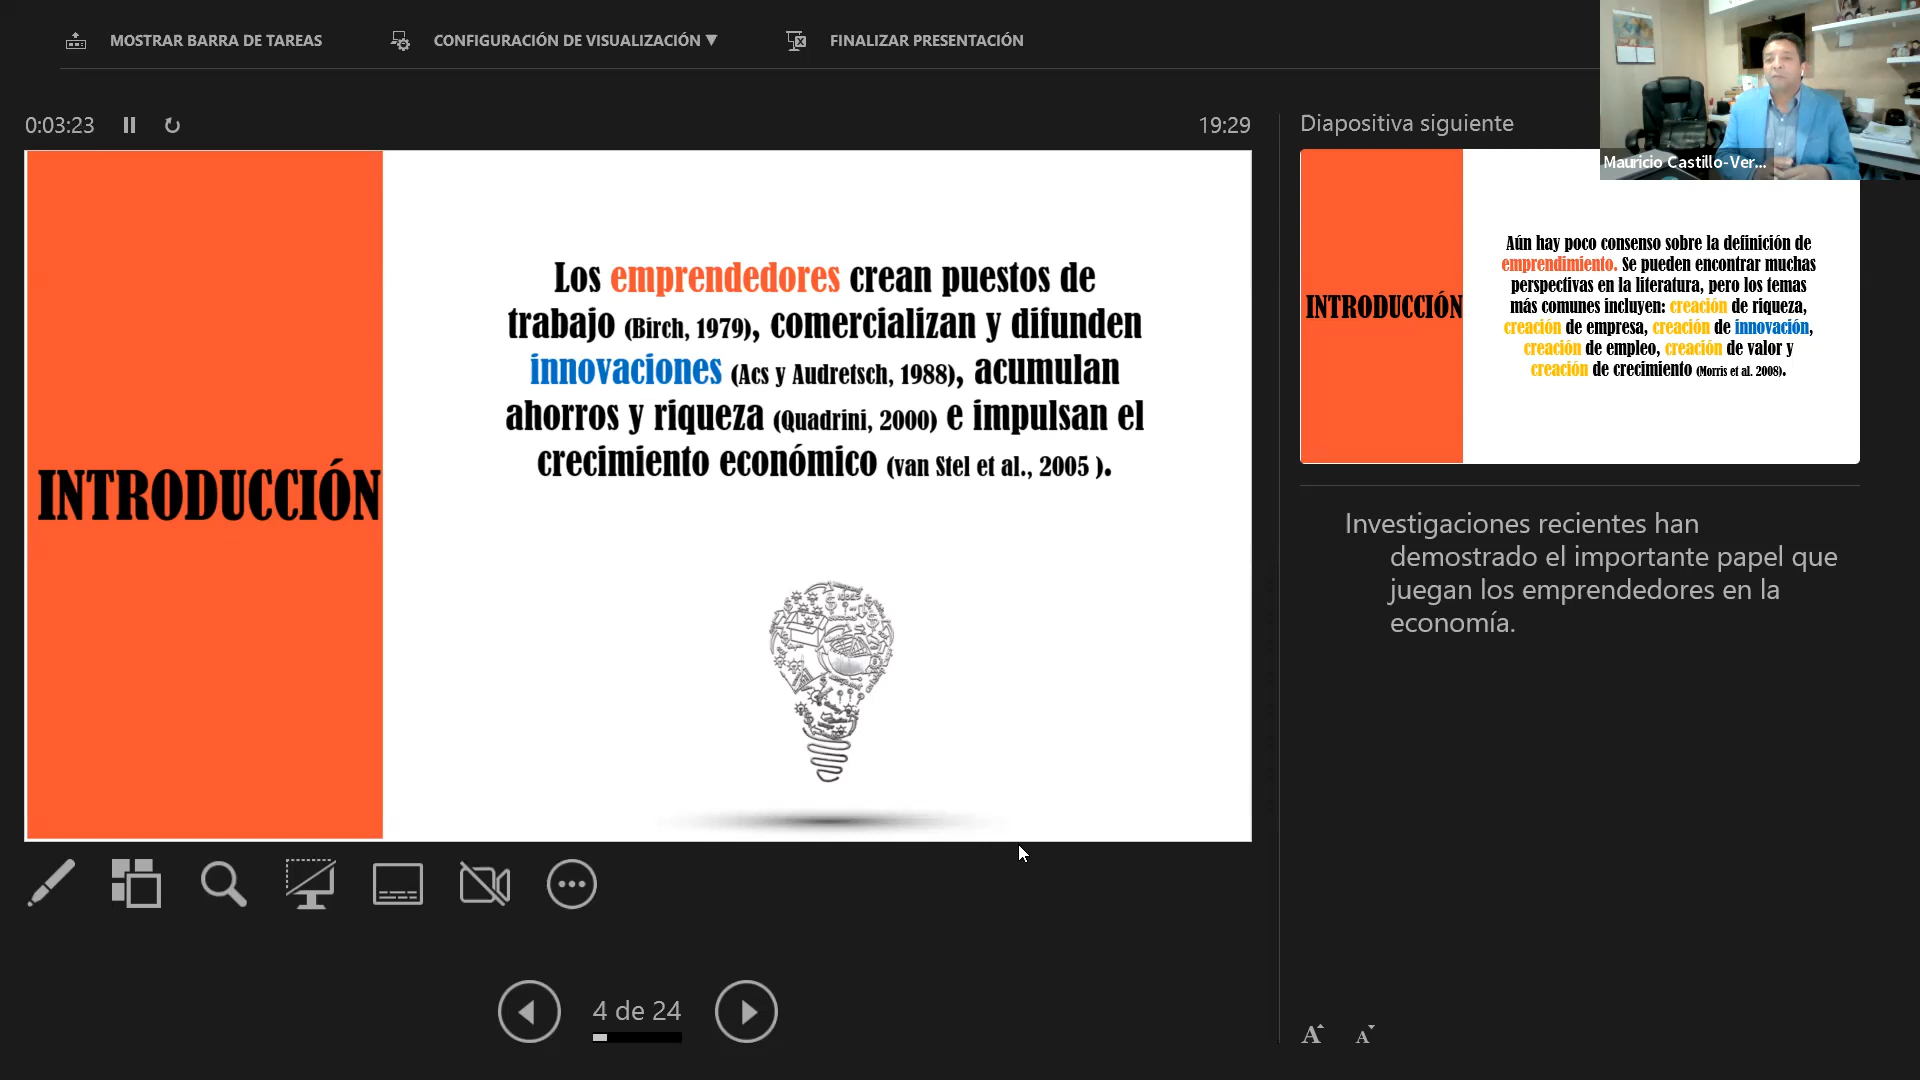 MOSTRAR BARRA DE TAREAS
CONFIGURACIÓN DE VISUALIZACIÓN ▼
FINALIZAR PRESENTACIÓN
Mauricio Castillo-Ver...
0:03:23
19:29
INTRODUCCIÓN
Los emprendedores crean puestos de
trabajo (Birch, 1979), comercializan y difunden
innovaciones (Acs y Audretsch, 1988), acumulan
ahorros y riqueza (Quadrini, 2000) e impulsan el
crecimiento económico (van Stel et al., 2005 ).
4 de 24
Diapositiva siguiente
INTRODUCCIÓN
Aún hay poco consenso sobre la definición de
emprendimiento. Se pueden encontrar muchas
perspectivas en la literatura, pero los temas
más comunes incluyen: creación de riqueza,
creación de empresa, creación de innovación,
creación de empleo, creación de valor y
creación de crecimiento (Morris et al. 2008).
Investigaciones recientes han
demostrado el importante papel que
juegan los emprendedores en la
economía.
A A